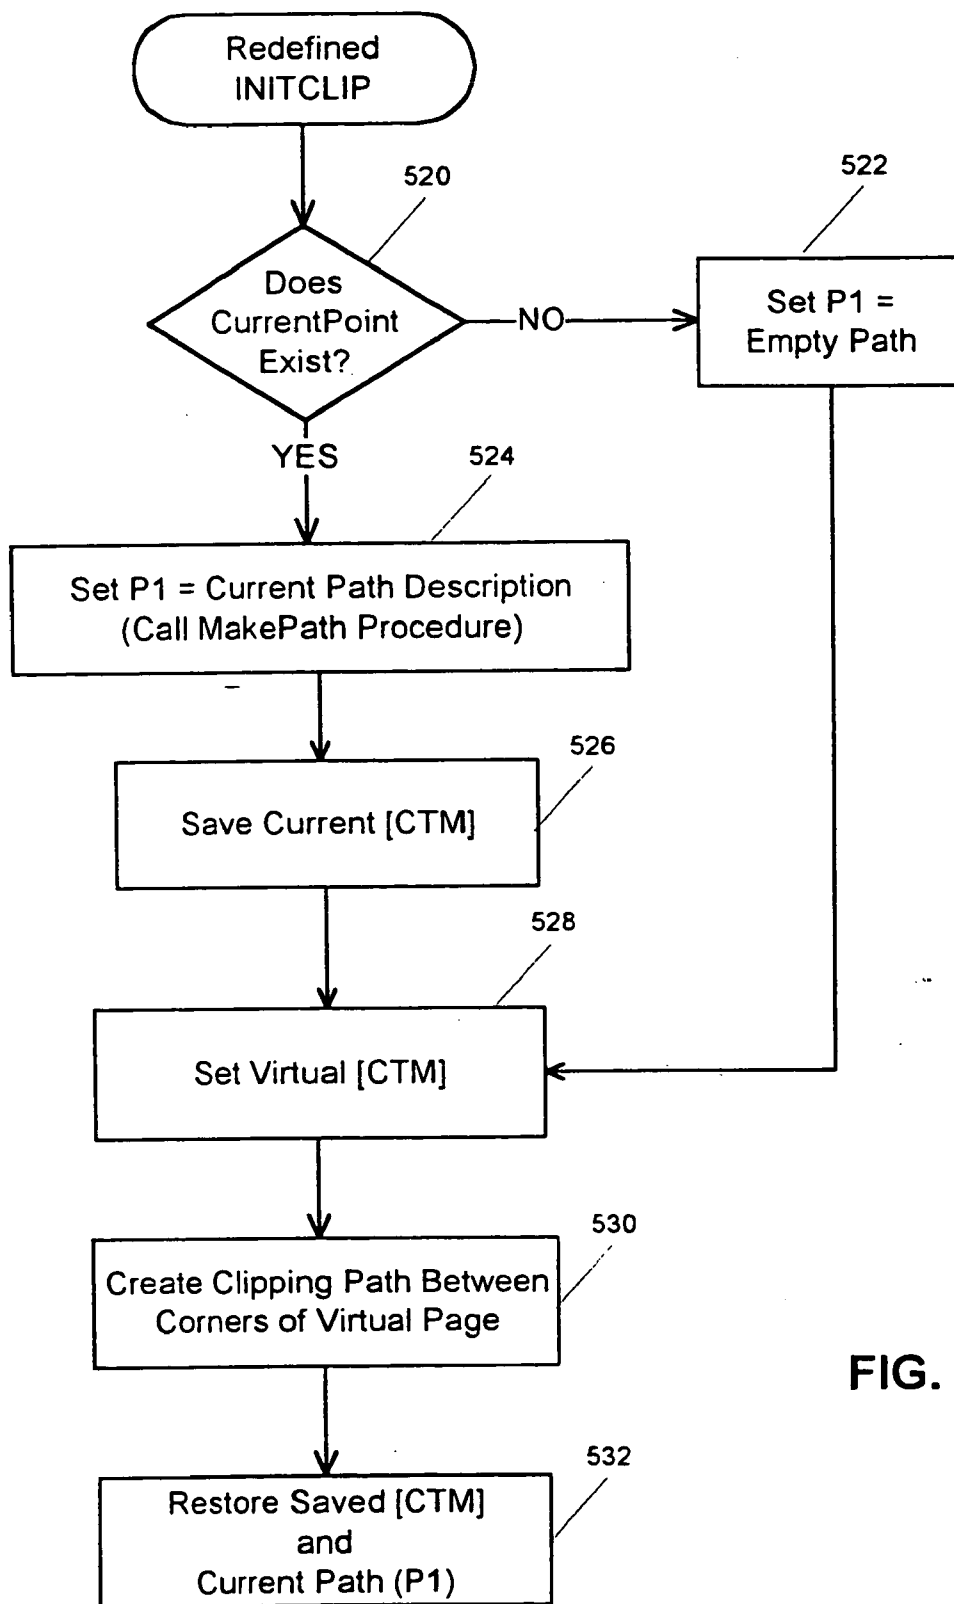 Redefined
INITCLIP
520
522
Does
CurrentPoint
Exist?
NO
Set P1 =
Empty Path
YES
524
Set P1 = Current Path Description
(Call MakePath Procedure)
526
Save Current [CTM]
528
Set Virtual [CTM]
530
Create Clipping Path Between
Corners of Virtual Page
FIG.
532
Restore Saved [CTM]
and
Current Path (P1)